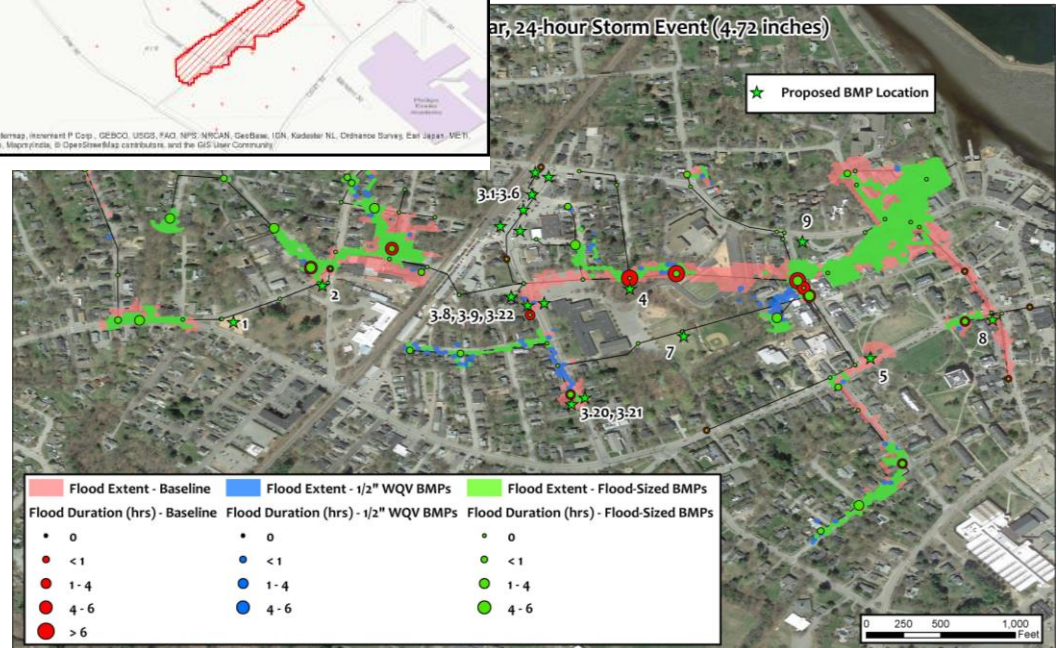 ar, 24-hour Storm Event (4.72 inches)
Proposed BMP Location
Phillips
Exeter
Academy
termap, Increment P Corp., GEBCO, USGS, FAO, NPS, NRCAN, GeoBase, IGN, Kadaster NL, Ordnance Survey, Esri Japan, METI,
MapmyIndia, © OpenStreetMap contributors, and the GIS User Community
3.1-3.6
9
2
1
3.8, 3.9, 3.22
4
7
8
5
3.20, 3.21
Flood Extent - Baseline
Flood Extent - 1/2" WQV BMPs
Flood Extent - Flood-Sized BMPs
Flood Duration (hrs) - Baseline
Flood Duration (hrs) - 1/2" WQV BMPs
Flood Duration (hrs) - Flood-Sized BMPs
0
0
0
< 1
< 1
< 1
1 - 4
1 - 4
1 - 4
4 - 6
4 - 6
4 - 6
> 6
0 250 500 1,000
Feet